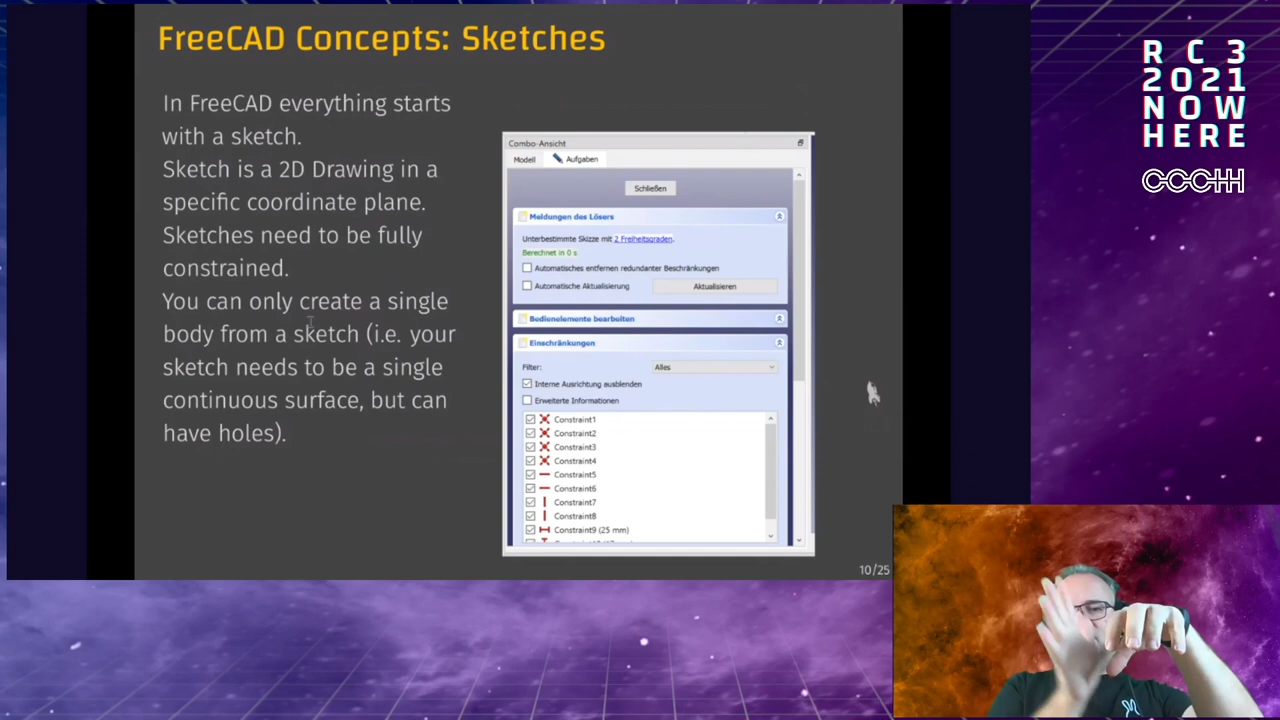 FreeCAD Concepts: Sketches
In FreeCAD everything starts
with a sketch.
Sketch is a 2D Drawing in a
specific coordinate plane.
Sketches need to be fully
constrained.
You can only create a single
body from a sketch (i.e. your
sketch needs to be a single
continuous surface, but can
have holes).
Combo-Ansicht
Modell Aufgaben
Schließen
Meldungen des Lösers
Unterbestimmte Skizze mit 2 Freiheitsgraden.
Berechnet in 0 s
Automatisches entfernen redundanter Beschränkungen
Automatische Aktualisierung Aktualisieren
Bedienelemente bearbeiten
Einschränkungen
Filter: Alles
Interne Ausrichtung ausblenden
Erweiterte Informationen
Constraint1
Constraint2
Constraint3
Constraint4
Constraint5
Constraint6
Constraint7
Constraint8
Constraint9 (25 mm)
10/25
RC3
2021
NOW
HERE
CCCHH